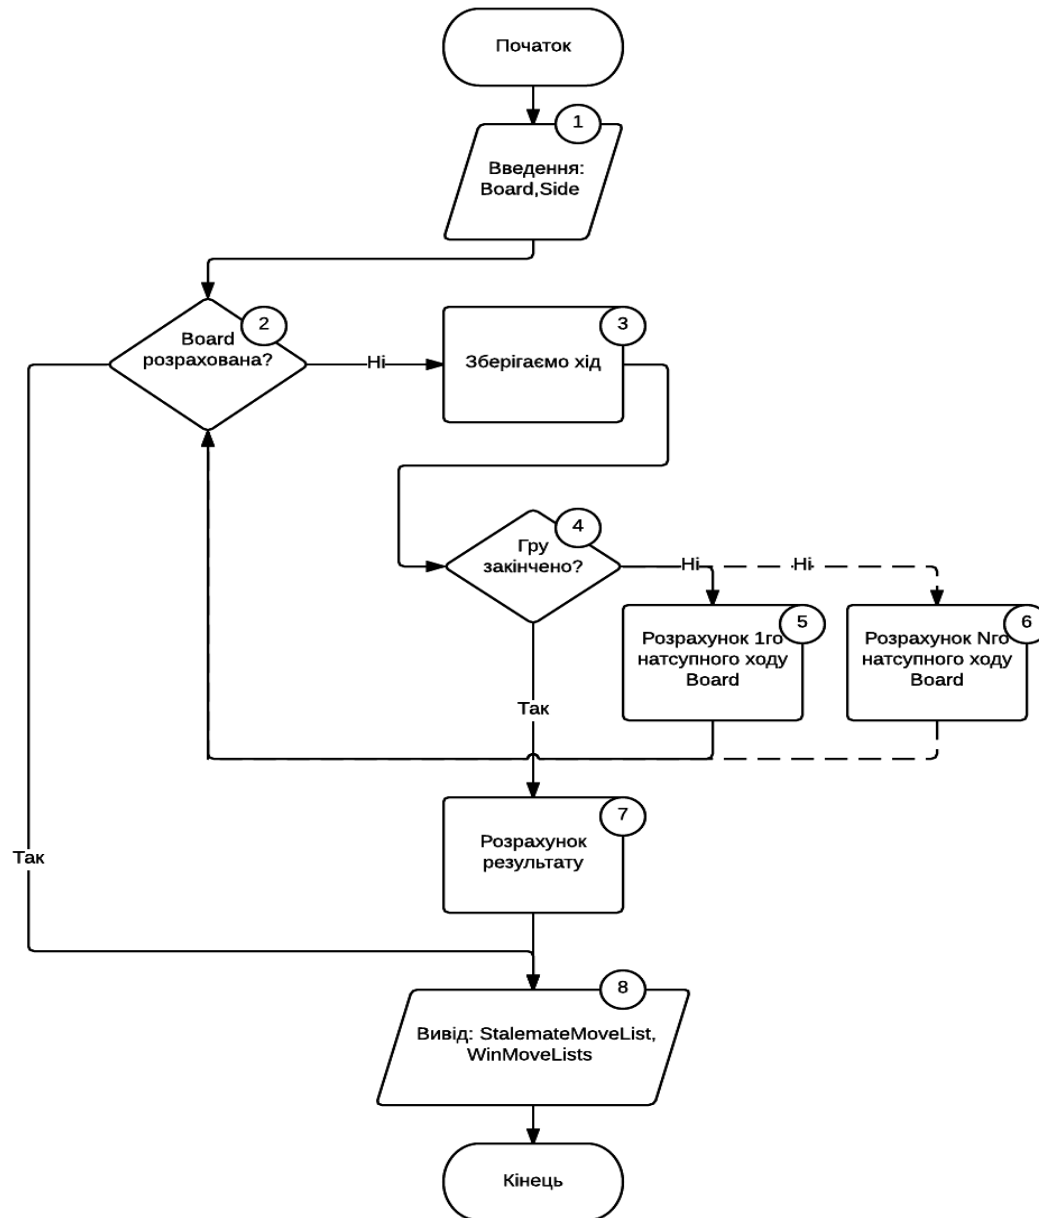 Початок
1
Введення:
Board,Side
2
Board
розрахована?
Ні
3
Зберігаємо хід
4
Гру
закінчено?
Ні
Ні
5
Розрахунок 1го
натсупного ходу
Board
6
Розрахунок Nго
натсупного ходу
Board
Так
7
Розрахунок
результату
Так
8
Вивід: StalemateMoveList,
WinMoveLists
Кінець